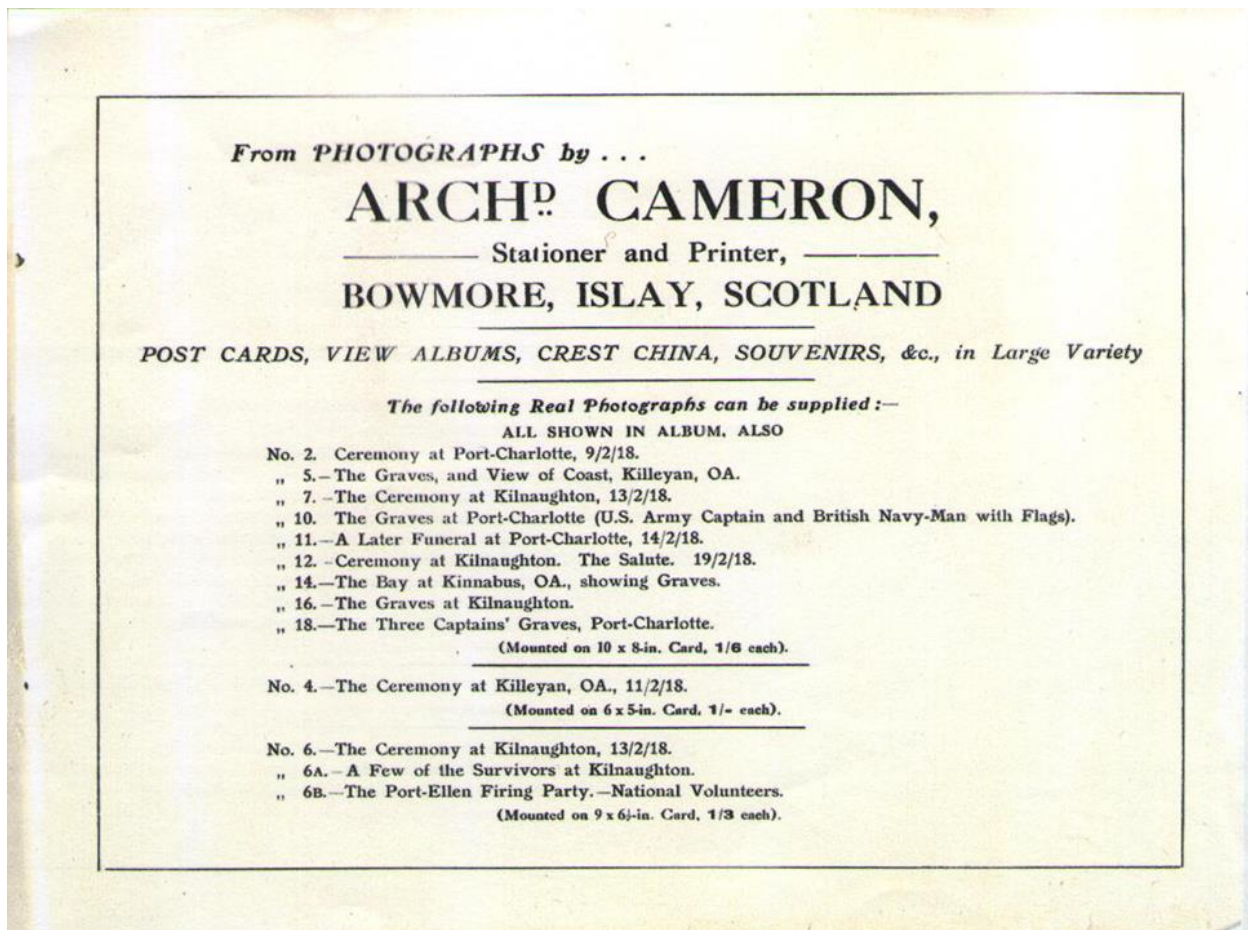 From PHOTOGRAPHS by . . .
ARCHD. CAMERON,
Stationer and Printer,
BOWMORE, ISLAY, SCOTLAND
POST CARDS, VIEW ALBUMS, CREST CHINA, SOUVENIRS, &c., in Large Variety
The following Real Photographs can be supplied:—
ALL SHOWN IN ALBUM, ALSO
No. 2. Ceremony at Port-Charlotte, 9/2/18.
„ 5.—The Graves, and View of Coast, Killeyan, OA.
„ 7. -The Ceremony at Kilnaughton, 13/2/18.
„ 10. The Graves at Port-Charlotte (U.S. Army Captain and British Navy-Man with Flags).
„ 11.—A Later Funeral at Port-Charlotte, 14/2/18.
„ 12. -Ceremony at Kilnaughton. The Salute. 19/2/18.
„ 14.—The Bay at Kinnabus, OA., showing Graves.
„ 16.—The Graves at Kilnaughton.
„ 18.—The Three Captains' Graves, Port-Charlotte.
(Mounted on 10 x 8-in. Card, 1/6 each).
No. 4.—The Ceremony at Killeyan, OA., 11/2/18.
(Mounted on 6 x 5-in. Card, 1/- each).
No. 6.—The Ceremony at Kilnaughton, 13/2/18.
„ 6A.—A Few of the Survivors at Kilnaughton.
„ 6B.—The Port-Ellen Firing Party.—National Volunteers.
(Mounted on 9 x 6½-in. Card, 1/3 each).